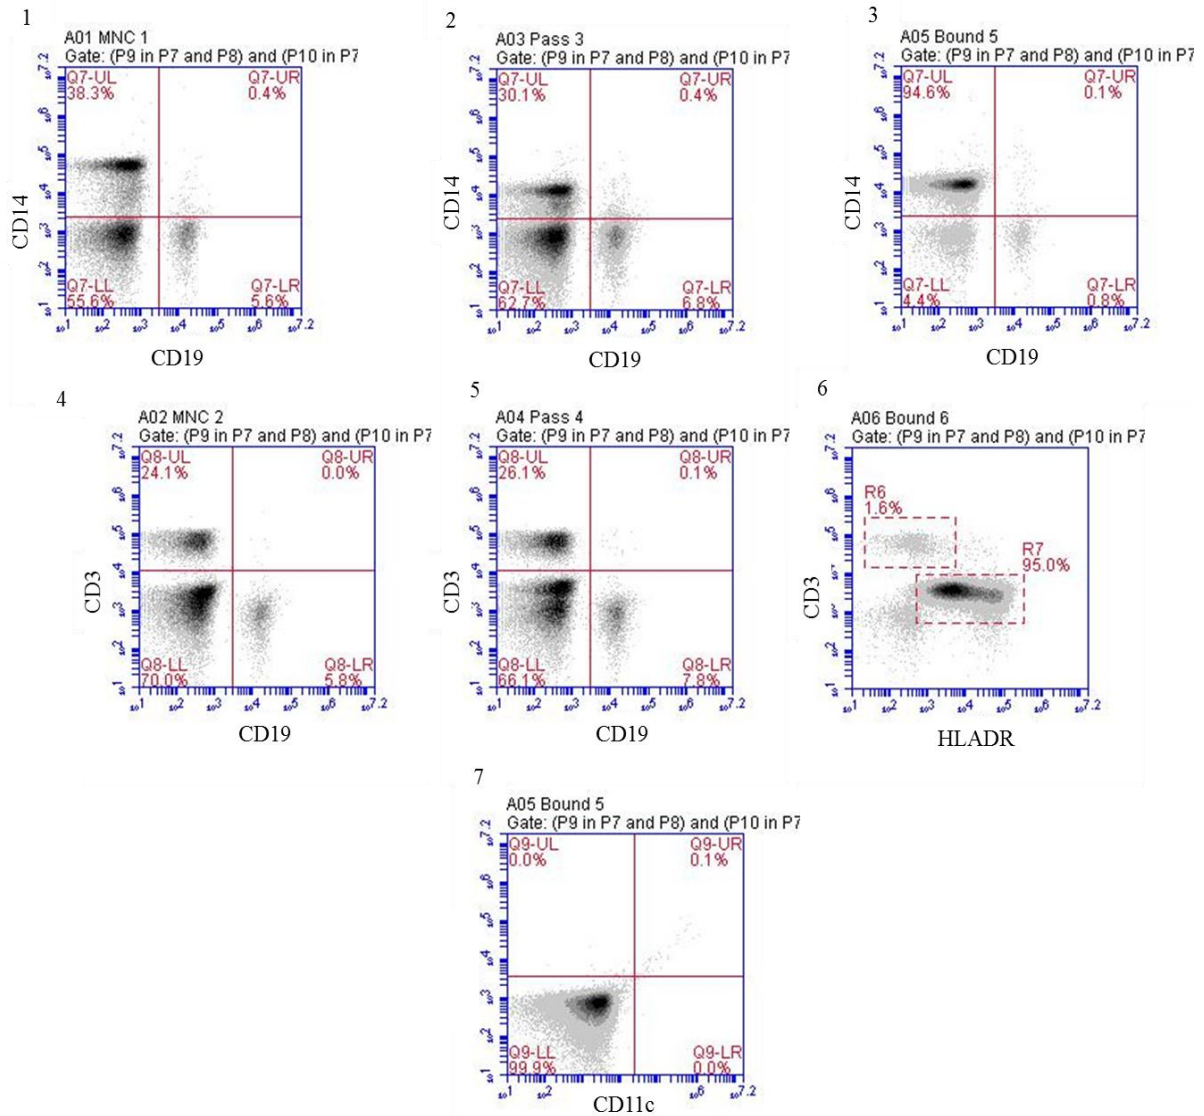 1
A01 MNC 1
Gate: (P9 in P7 and P8) and (P10 in P7
Q7-UL
38.3%
Q7-UR
0.4%
Q7-LL
55.6%
Q7-LR
5.6%
CD14
CD19
2
A03 Pass 3
Gate: (P9 in P7 and P8) and (P10 in P7
Q7-UL
30.1%
Q7-UR
0.4%
Q7-LL
62.7%
Q7-LR
6.8%
CD14
CD19
3
A05 Bound 5
Gate: (P9 in P7 and P8) and (P10 in P7
Q7-UL
94.6%
Q7-UR
0.1%
Q7-LL
4.4%
Q7-LR
0.8%
CD14
CD19
4
A02 MNC 2
Gate: (P9 in P7 and P8) and (P10 in P7
Q8-UL
24.1%
Q8-UR
0.0%
Q8-LL
70.0%
Q8-LR
5.8%
CD3
CD19
5
A04 Pass 4
Gate: (P9 in P7 and P8) and (P10 in P7
Q8-UL
26.1%
Q8-UR
0.1%
Q8-LL
66.1%
Q8-LR
7.8%
CD3
CD19
6
A06 Bound 6
Gate: (P9 in P7 and P8) and (P10 in P7
R6
1.6%
R7
95.0%
CD3
HLADR
7
A05 Bound 5
Gate: (P9 in P7 and P8) and (P10 in P7
Q9-UL
0.0%
Q9-UR
0.1%
Q9-LL
99.9%
Q9-LR
0.0%
CD11c